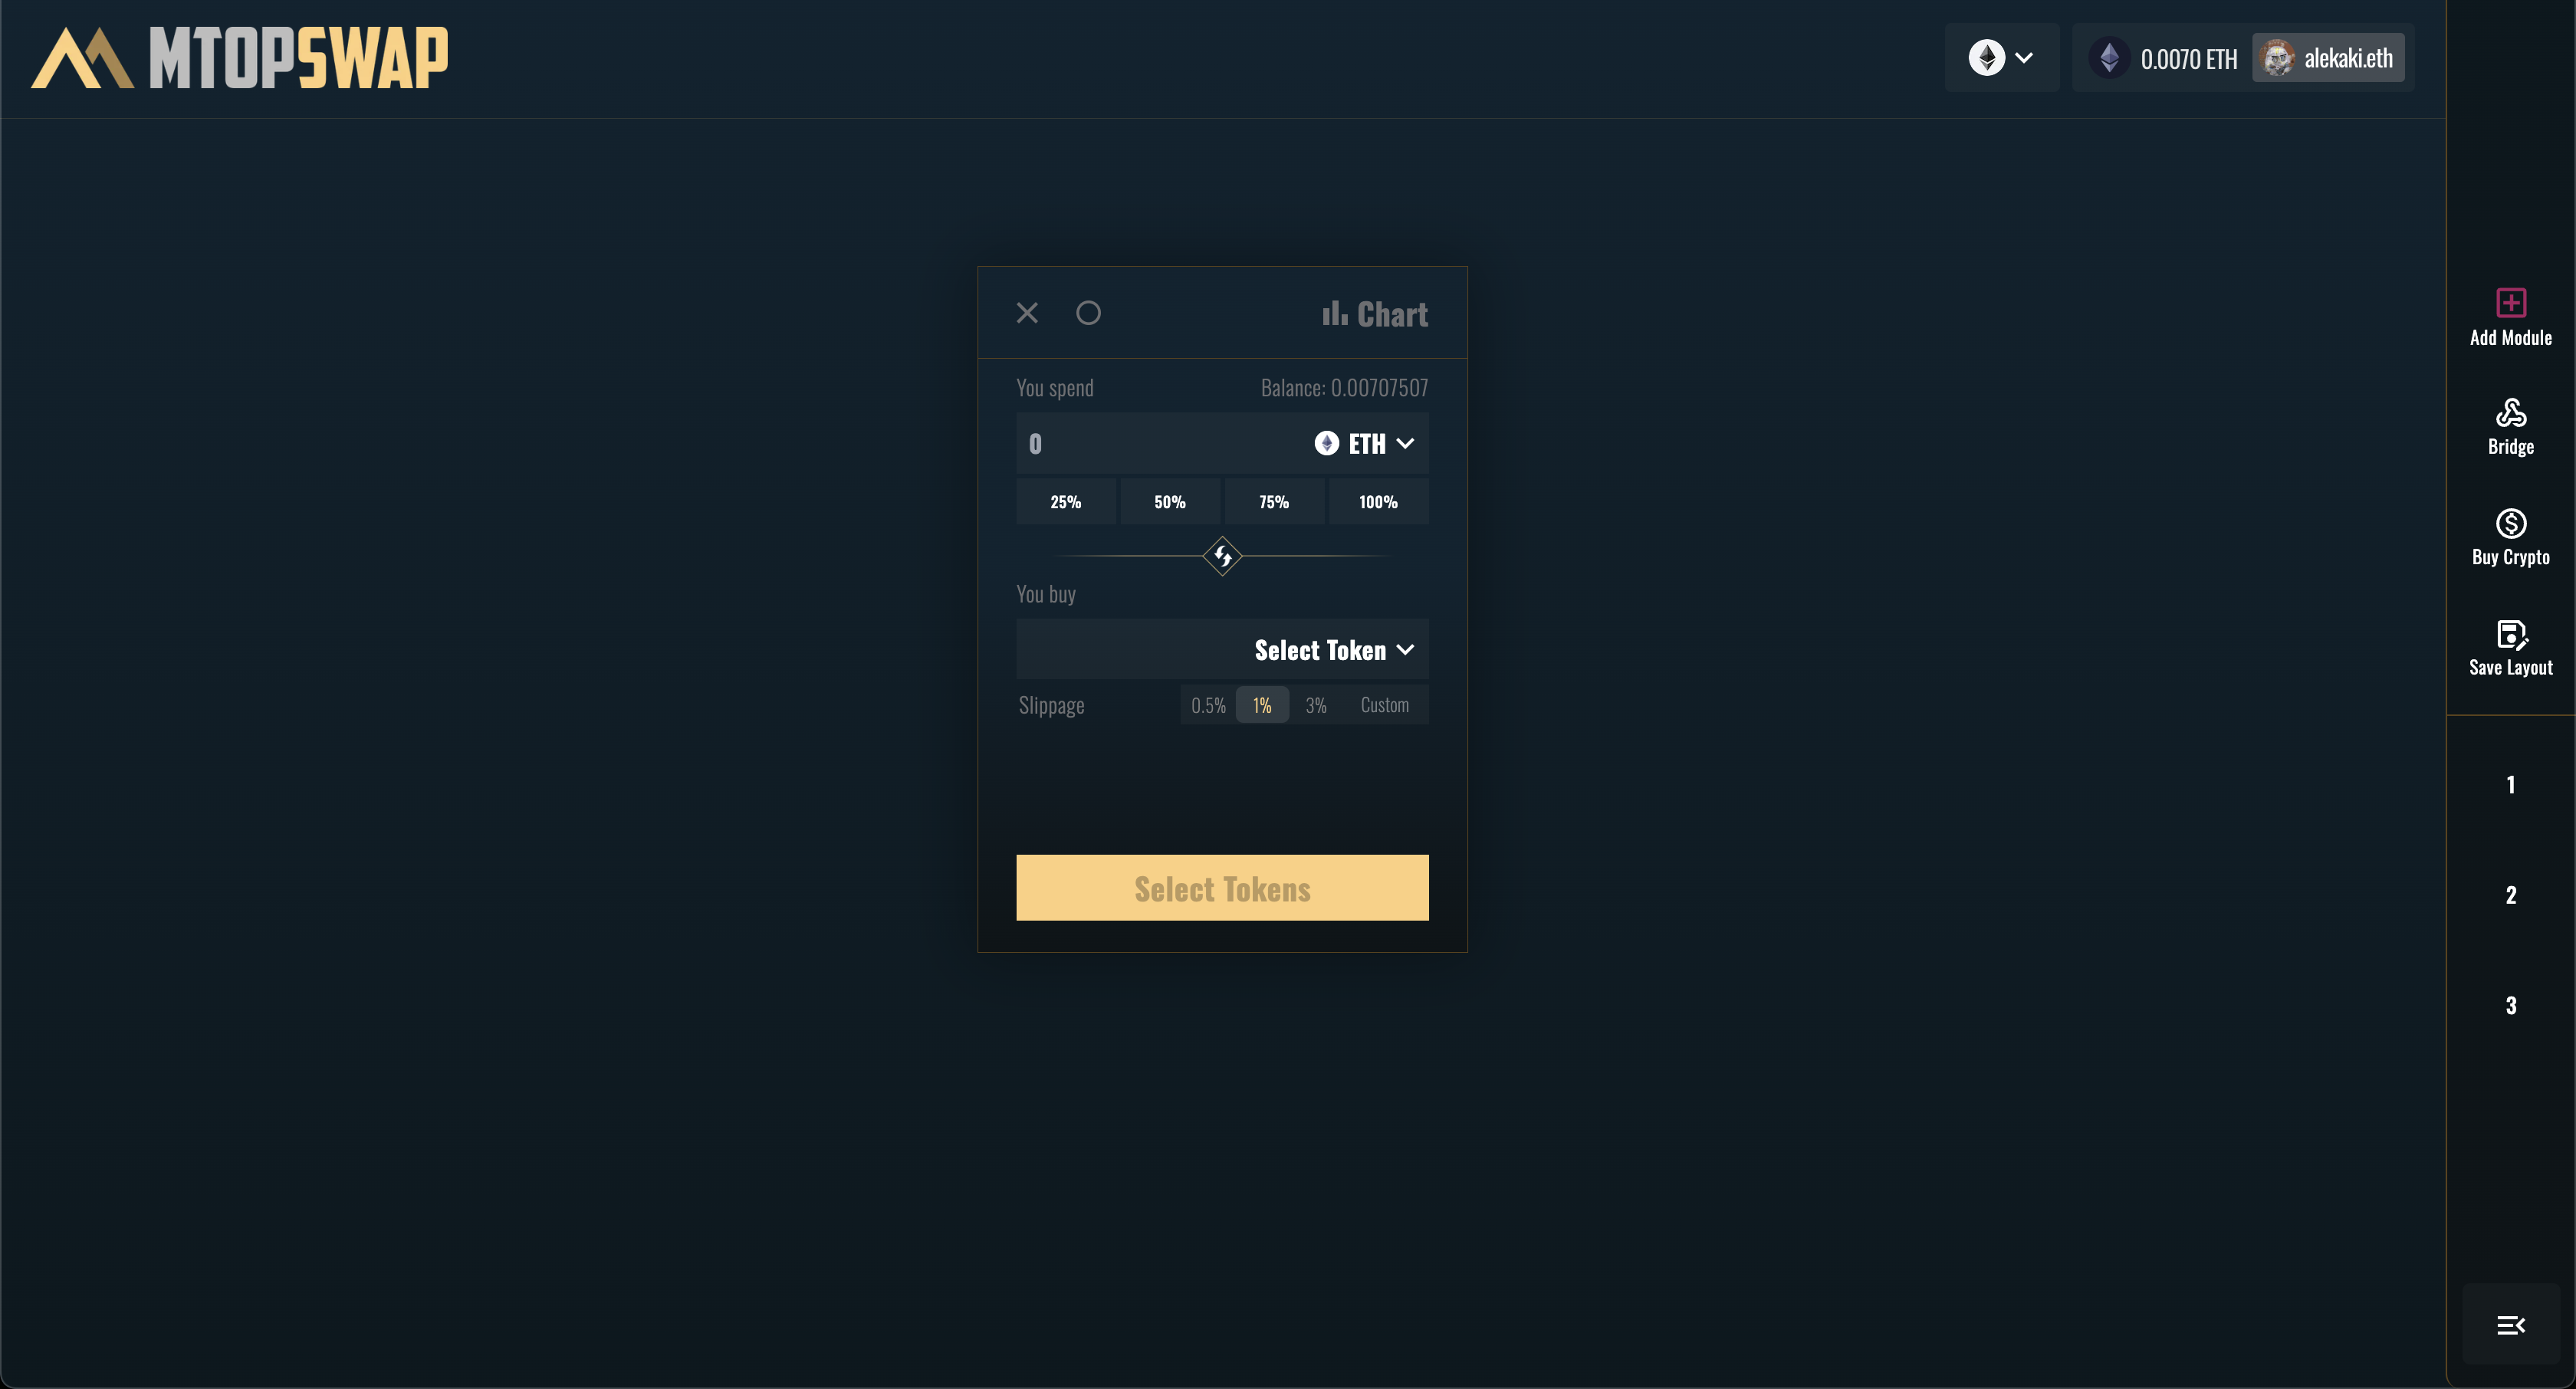 MTOPSWAP
0.0070 ETH
alekaki.eth
Chart
You spend
Balance: 0.00707507
0
ETH
25%
50%
75%
100%
You buy
Select Token
Slippage
0.5%
1%
3%
Custom
Select Tokens
Add Module
Bridge
Buy Crypto
Save Layout
1
2
3